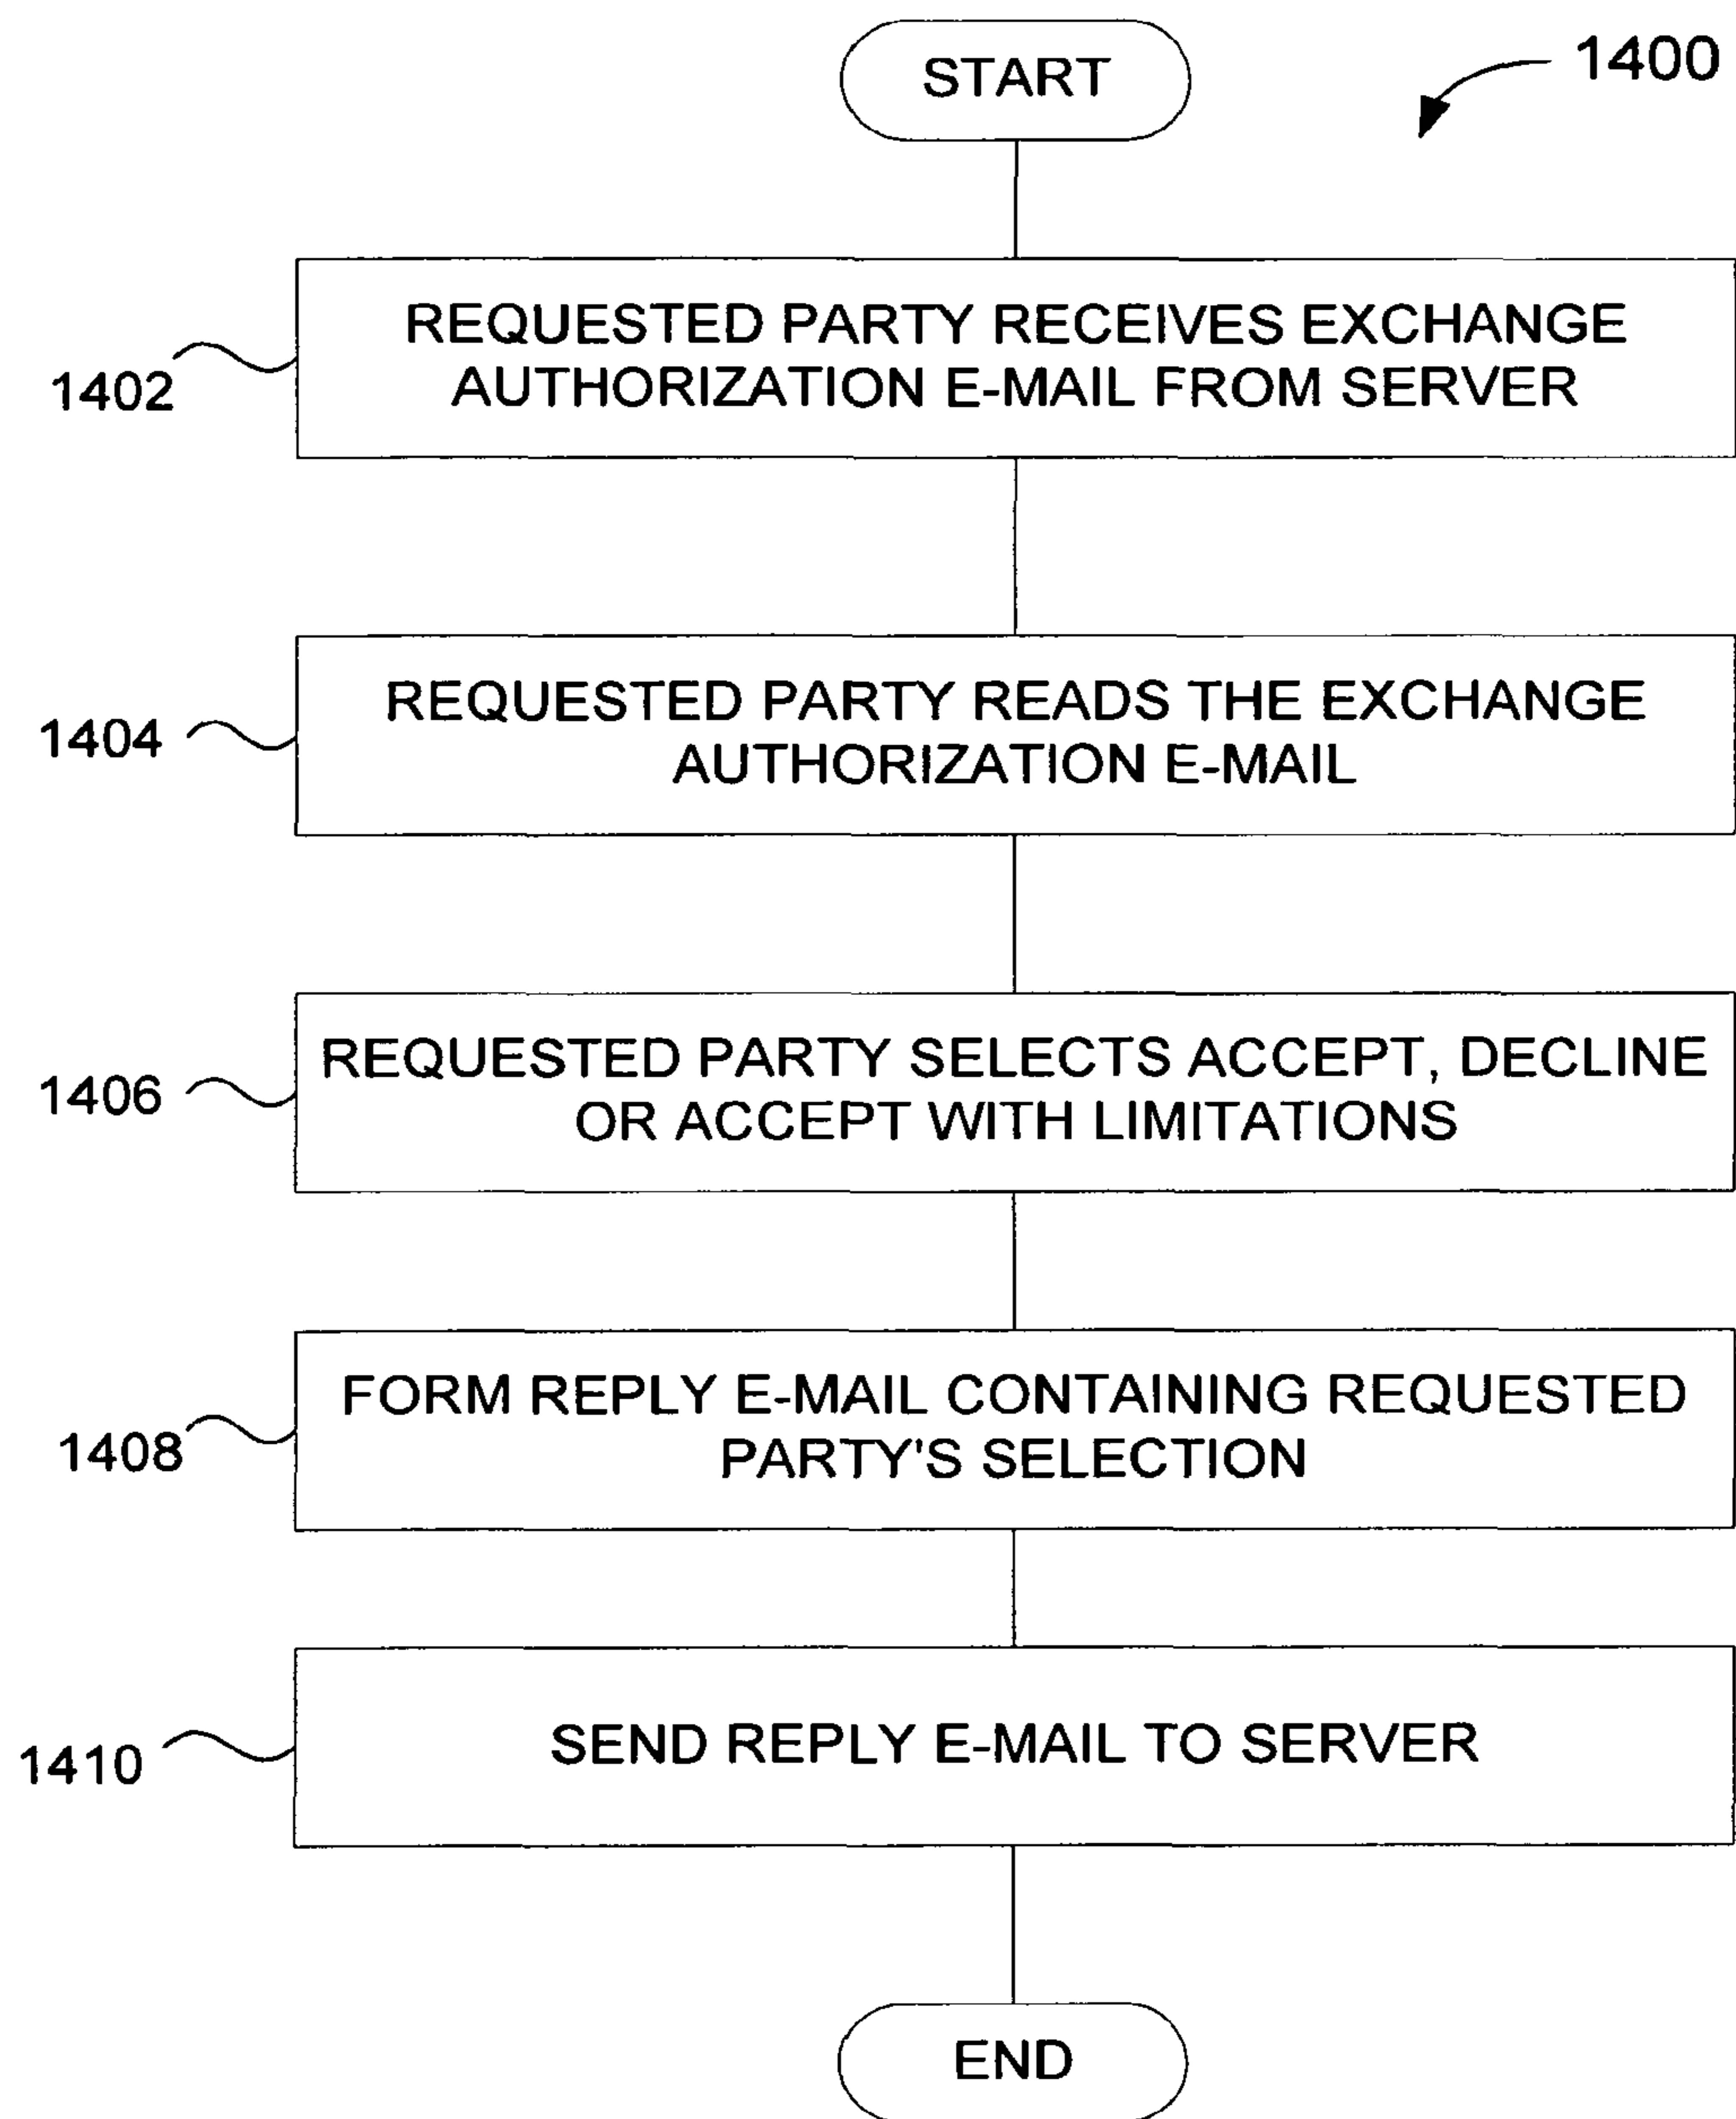 START
1400
REQUESTED PARTY RECEIVES EXCHANGE
AUTHORIZATION E-MAIL FROM SERVER
1402
REQUESTED PARTY READS THE EXCHANGE
AUTHORIZATION E-MAIL
1404
REQUESTED PARTY SELECTS ACCEPT, DECLINE
OR ACCEPT WITH LIMITATIONS
1406
FORM REPLY E-MAIL CONTAINING REQUESTED
PARTY'S SELECTION
1408
SEND REPLY E-MAIL TO SERVER
1410
END